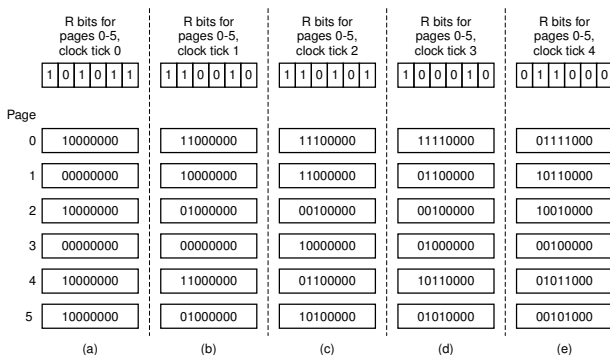 R bits for R bits for R bits for R bits for R bits for
pages 0-5, pages 0-5, pages 0-5, pages 0-5, pages 0-5,
clock tick 0 clock tick 1 clock tick 2 clock tick 3 clock tick 4
1 0 1 0 1 1 1 1 0 0 1 0 1 1 0 1 0 1 1 0 0 0 1 0 0 1 1 0 0 0
Page
0 10000000 11000000 11100000 11110000 01111000
1 00000000 10000000 11000000 01100000 10110000
2 10000000 01000000 00100000 00100000 10010000
3 00000000 00000000 10000000 01000000 00100000
4 10000000 11000000 01100000 10110000 01011000
5 10000000 01000000 10100000 01010000 00101000
(a) (b) (c) (d) (e)